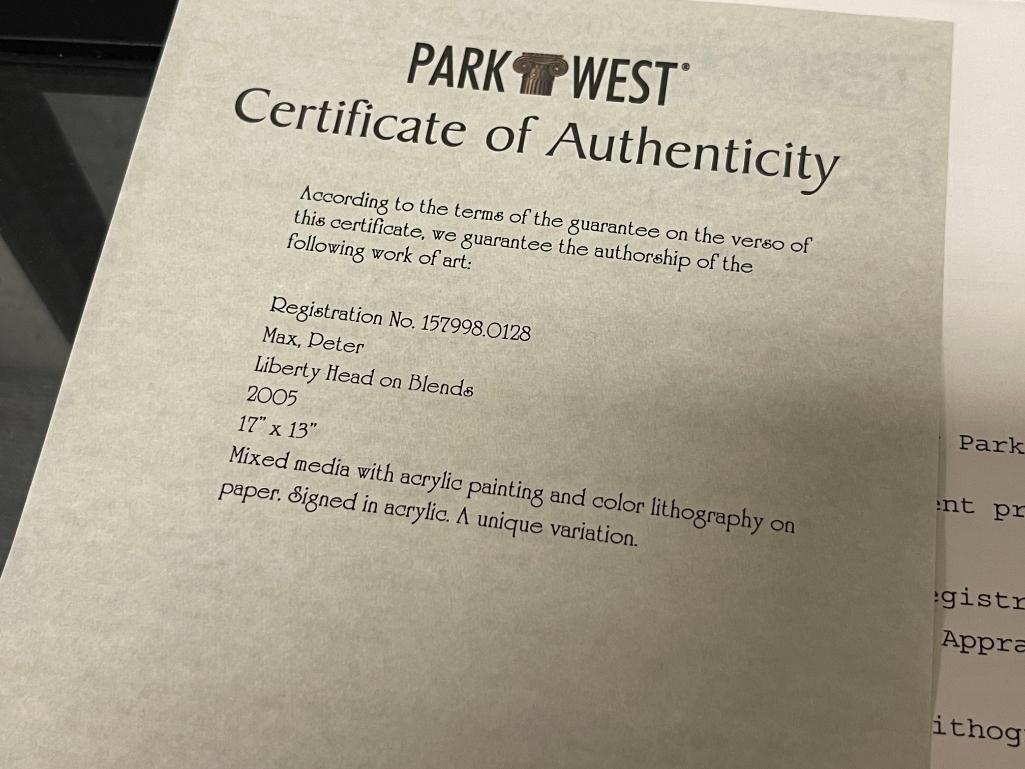 PARK WEST®
Certificate of Authenticity
According to the terms of the guarantee on the verso of
this certificate, we guarantee the authorship of the
following work of art:
Registration No. 157998.0128
Max, Peter
Liberty Head on Blends
2005
17" x 13"
Mixed media with acrylic painting and color lithography on
paper. Signed in acrylic. A unique variation.
Park
ent pr
egistr
Appra
ithog